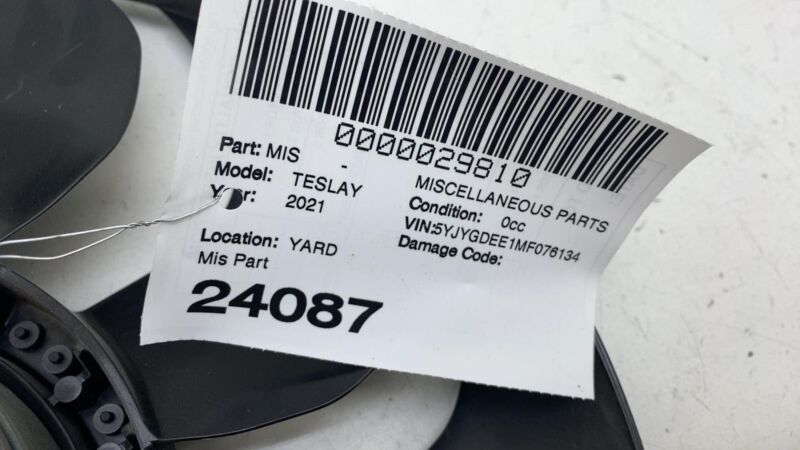 0000029810
Part: MIS -
MISCELLANEOUS PARTS
Model: TESLAY
Condition: 0cc
Year: 2021
VIN:5YJYGDEE1MF076134
Damage Code:
Location: YARD
Mis Part
24087